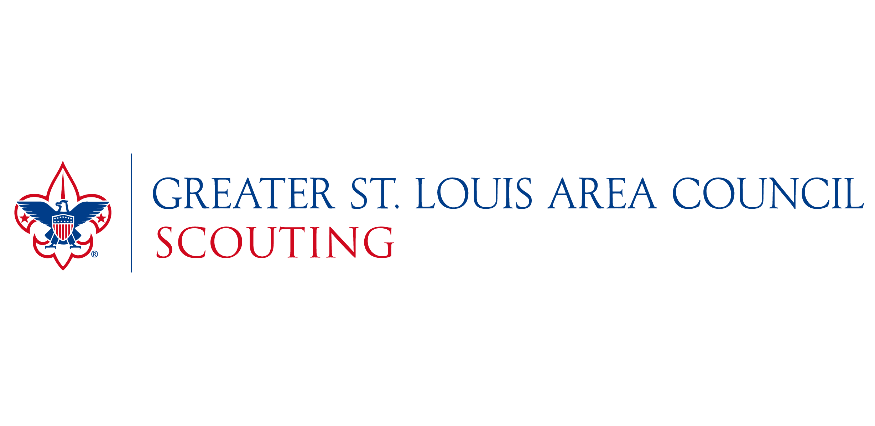 GREATER ST. LOUIS AREA COUNCIL
SCOUTING
®